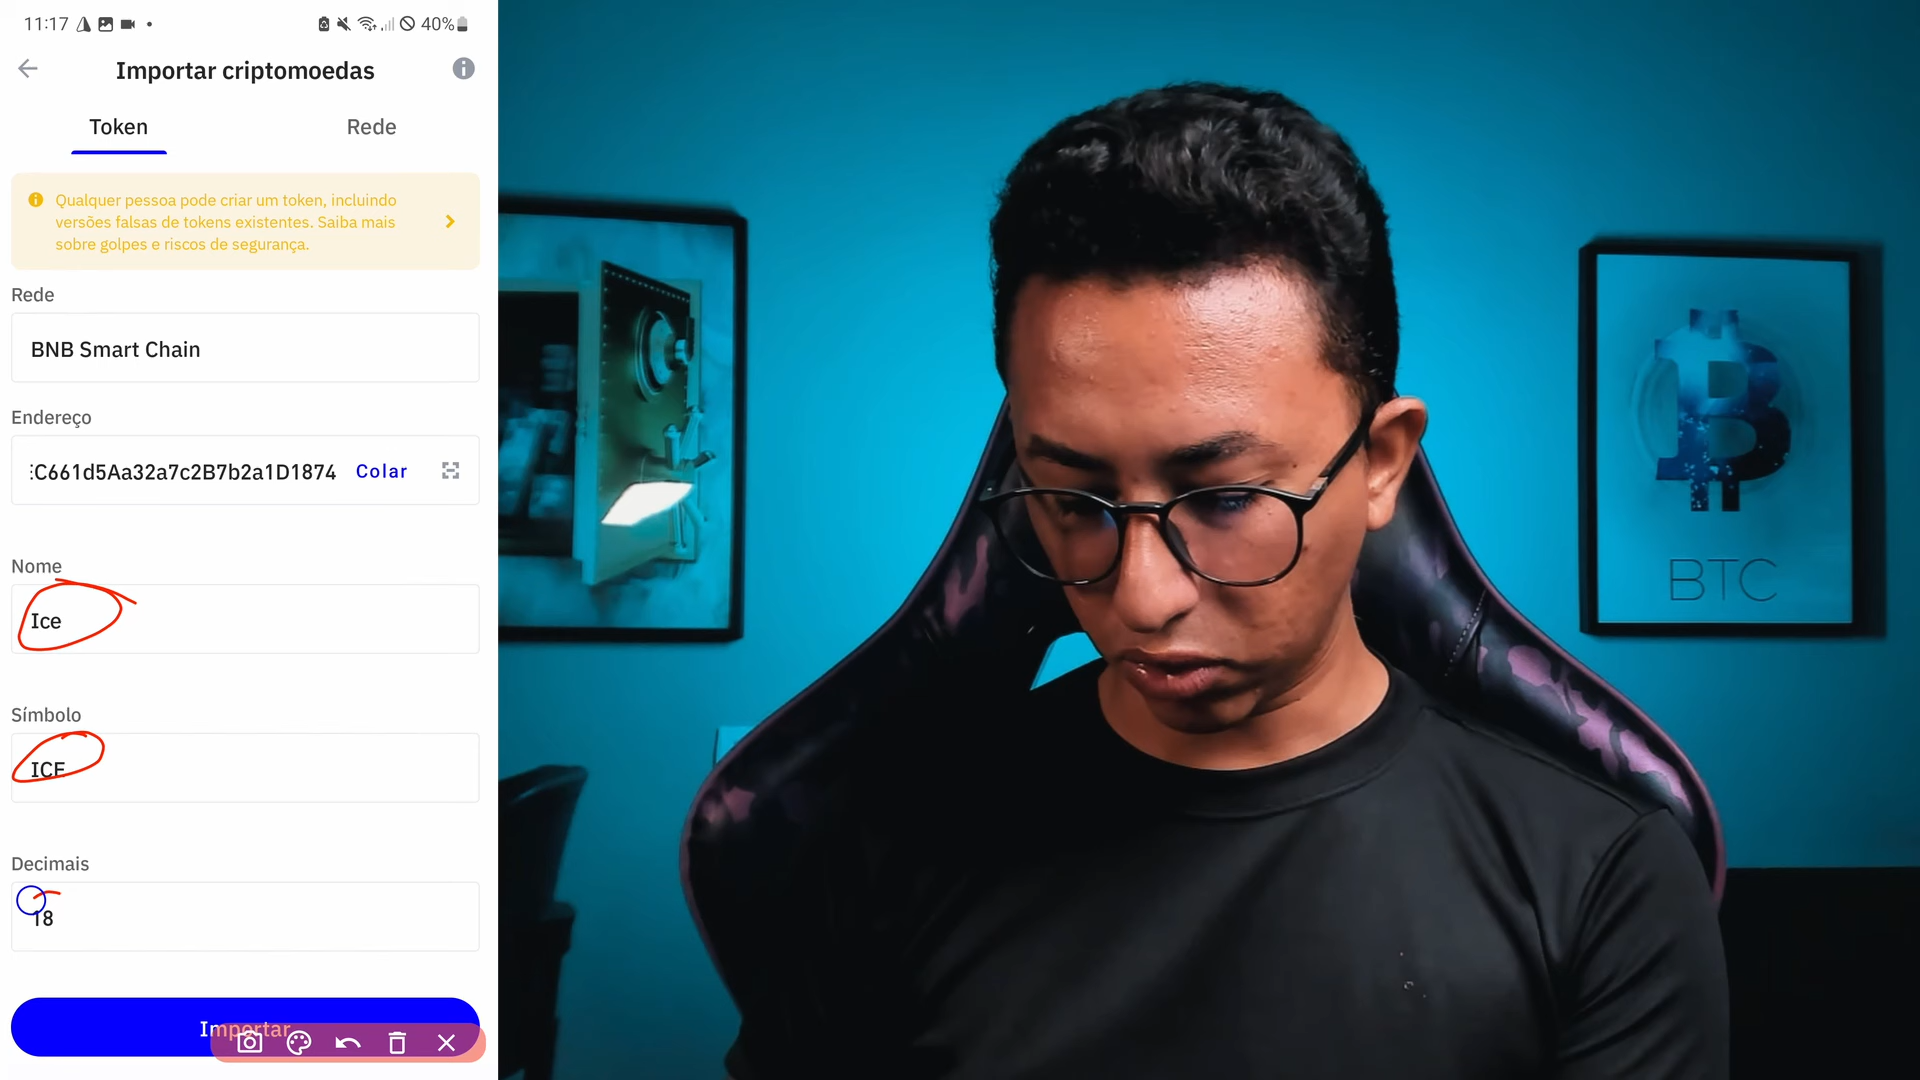 11:17
40%
Importar criptomoedas
Token
Rede
Qualquer pessoa pode criar um token, incluindo
versões falsas de tokens existentes. Saiba mais
sobre golpes e riscos de segurança.
Rede
BNB Smart Chain
Endereço
C661d5Aa32a7c2B7b2a1D1874
Colar
Nome
Ice
Símbolo
ICE
Decimais
18
Importar
BTC